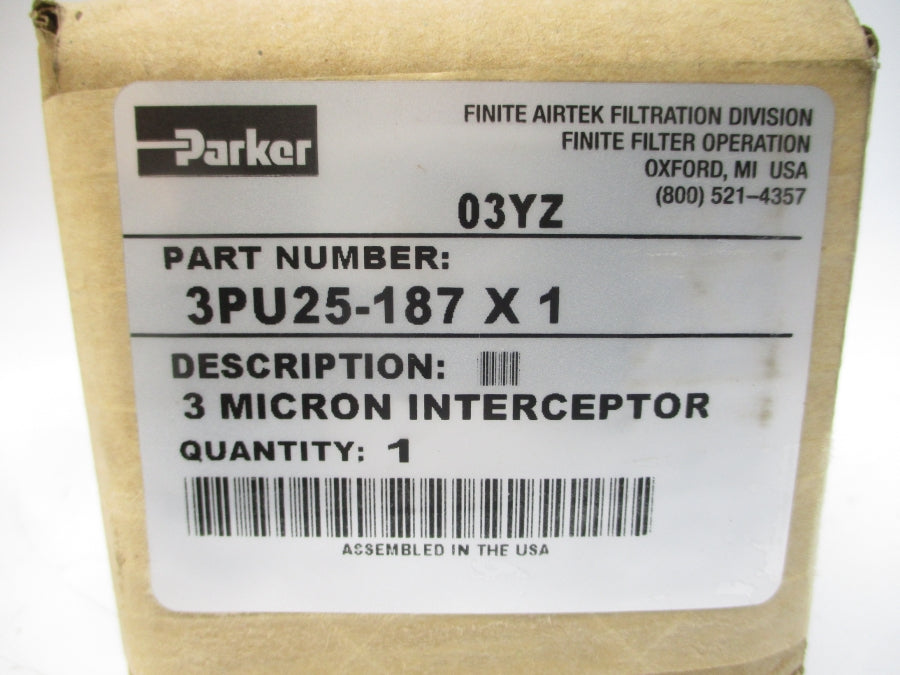 Parker
FINITE AIRTEK FILTRATION DIVISION
FINITE FILTER OPERATION
OXFORD, MI USA
(800) 521-4357
03YZ
PART NUMBER:
3PU25-187 X 1
DESCRIPTION:
3 MICRON INTERCEPTOR
QUANTITY: 1
ASSEMBLED IN THE USA